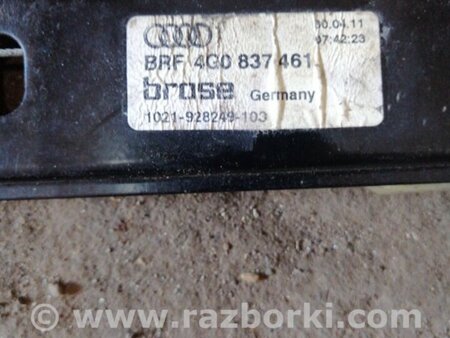 30.04.11
07:42:23
BRF 4G0 837 461
brose Germany
1021-928249-103
© www.razborki.com